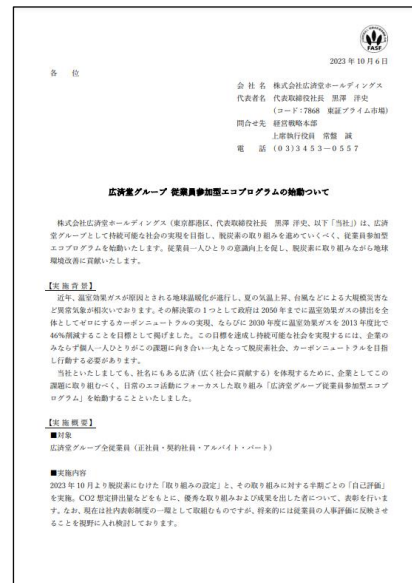 FASF
2023 年 10 月 6 日
各 位
会 社 名 株式会社広済堂ホールディングス
代表者名 代表取締役社長 黒澤 洋史
(コード:7868 東証プライム市場)
問合せ先 経営戦略本部
上席執行役員 常盤 誠
電 話 (０３)３４５３－０５５７
広済堂グループ 従業員参加型エコプログラムの始動ついて
株式会社広済堂ホールディングス（東京都港区、代表取締役社長 黒澤 洋史、以下「当社」）は、広済
堂グループとして持続可能な社会の実現を目指し、脱炭素の取り組みを進めていくべく、従業員参加型
エコプログラムを始動いたします。従業員一人ひとりの意識向上を促し、脱炭素に取り組みながら地球
環境改善に貢献いたします。
【実施背景】
近年、温室効果ガスが原因とされる地球温暖化が進行し、夏の気温上昇、台風などによる大規模災害な
ど異常気象が相次いでおります。その解決策の１つとして政府は 2050 年までに温室効果ガスの排出を全
体としてゼロにするカーボンニュートラルの実現、ならびに 2030 年度に温室効果ガスを 2013 年度比で
46％削減することを目標として掲げました。この目標を達成し持続可能な社会を実現するには、企業の
みならず個人一人ひとりがこの課題に向き合い一丸となって脱炭素社会、カーボンニュートラルを目指
し行動する必要があります。
当社といたしましても、社名にもある広済（広く社会に貢献する）を体現するために、企業としてこの
課題に取り組むべく、日常のエコ活動にフォーカスした取り組み「広済堂グループ従業員参加型エコプ
ログラム」を始動することといたしました。
【実施概要】
■対象
広済堂グループ全従業員（正社員・契約社員・アルバイト・パート）
■実施内容
2023 年 10 月より脱炭素にむけた「取り組みの設定」と、その取り組みに対する半期ごとの「自己評価」
を実施。CO2 想定排出量などをもとに、優秀な取り組みおよび成果を出した者について、表彰を行いま
す。なお、現在は社内表彰制度の一環として取組むものですが、将来的には従業員の人事評価に反映させ
ることを視野に入れ検討しております。